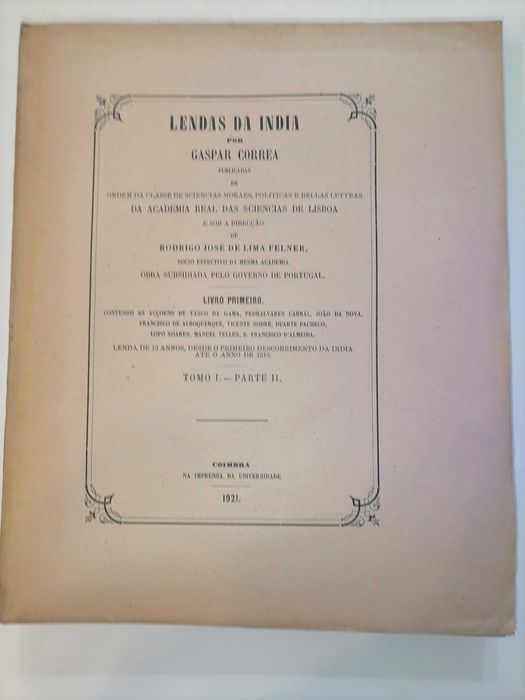 LENDAS DA INDIA
POR
GASPAR CORREA
PUBLICADAS
DE
ORDEM DA CLASSE DE SCIENCIAS MORAES, POLITICAS E BELLAS LETTRAS
DA ACADEMIA REAL DAS SCIENCIAS DE LISBOA
E SOB A DIRECÇÃO
DE
RODRIGO JOSÉ DE LIMA FELNER,
SOCIO EFFECTIVO DA MESMA ACADEMIA.
OBRA SUBSIDIADA PELO GOVERNO DE PORTUGAL.
LIVRO PRIMEIRO.
CONTENDO AS ACÇOENS DE VASCO DA GAMA, PEDRALVARES CABRAL, JOÃO DA NOVA,
FRANCISCO DE ALBOQUERQUE, VICENTE SODRÉ, DUARTE PACHECO,
LOPO SOARES, MANUEL TELLES, D. FRANCISCO D'ALMEIDA.
LENDA DE 13 ANNOS, DESDE O PRIMEIRO DESCOBRIMENTO DA INDIA
ATÉ O ANNO DE 1510.
TOMO I.—PARTE II.
COIMBRA
NA IMPRENSA DA UNIVERSIDADE
1921.